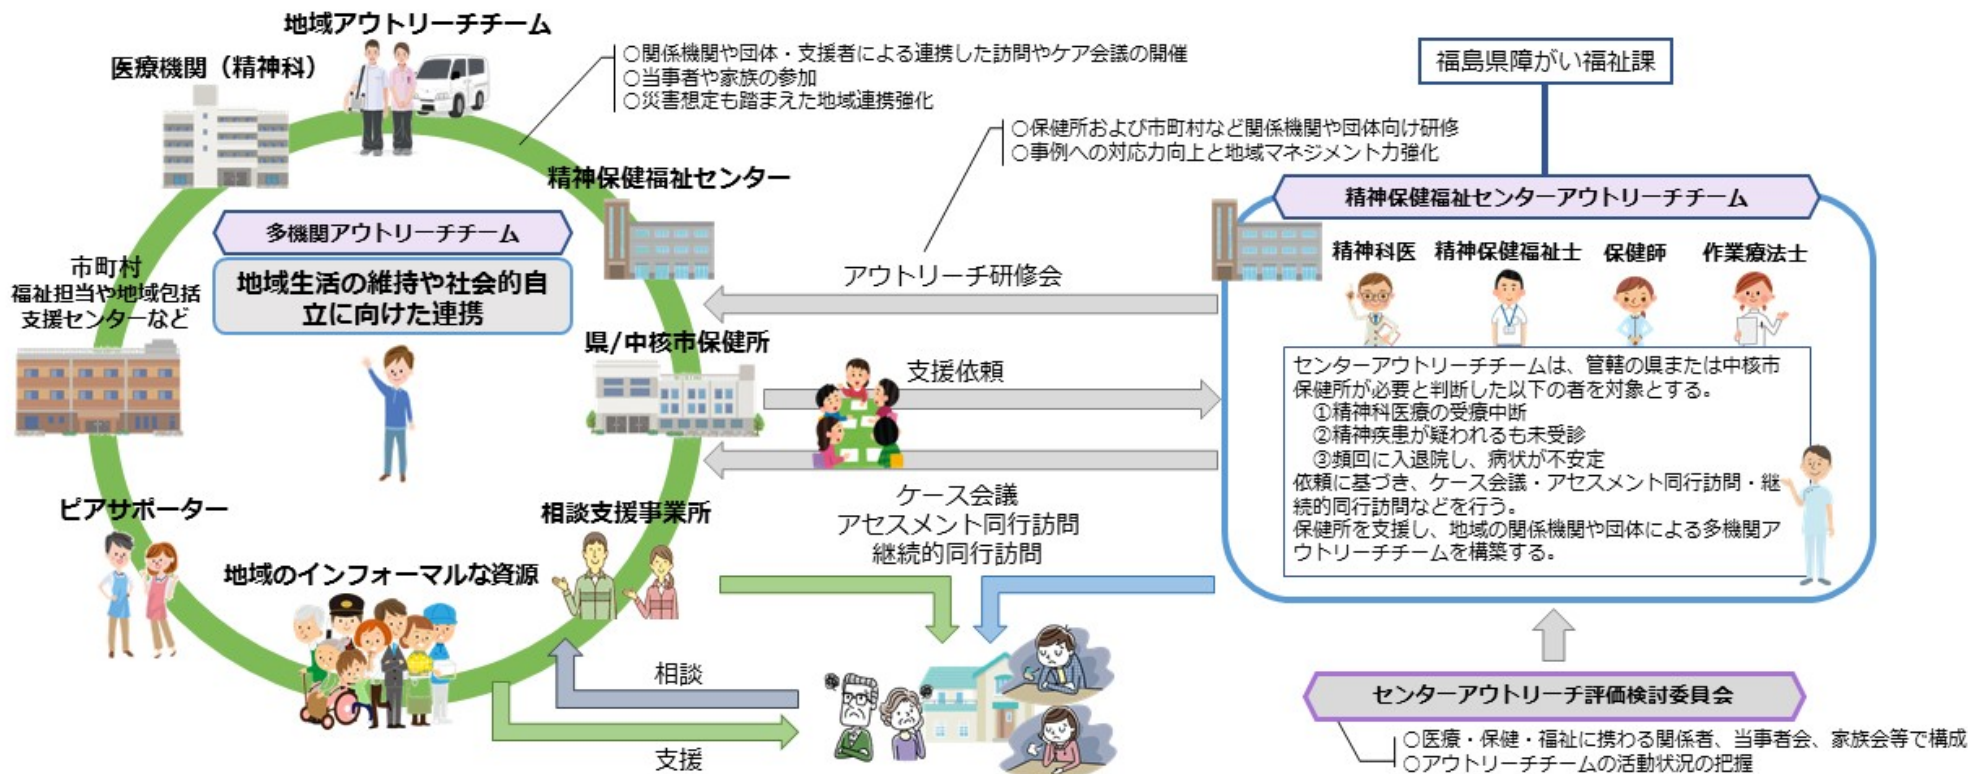 地域アウトリーチチーム
医療機関（精神科）
○関係機関や団体・支援者による連携した訪問やケア会議の開催
○当事者や家族の参加
○災害想定も踏まえた地域連携強化
福島県障がい福祉課
○保健所および市町村など関係機関や団体向け研修
○事例への対応力向上と地域マネジメント力強化
精神保健福祉センター
精神保健福祉センターアウトリーチチーム
多機関アウトリーチチーム
地域生活の維持や社会的自
立に向けた連携
市町村
福祉担当や地域包括
支援センターなど
精神科医
精神保健福祉士
保健師
作業療法士
アウトリーチ研修会
県/中核市保健所
支援依頼
センターアウトリーチチームは、管轄の県または中核市
保健所が必要と判断した以下の者を対象とする。
①精神科医療の受療中断
②精神疾患が疑われるも未受診
③頻回に入退院し、病状が不安定
依頼に基づき、ケース会議・アセスメント同行訪問・継
続的同行訪問などを行う。
保健所を支援し、地域の関係機関や団体による多機関ア
ウトリーチチームを構築する。
ケース会議
アセスメント同行訪問
継続的同行訪問
ピアサポーター
相談支援事業所
地域のインフォーマルな資源
相談
支援
センターアウトリーチ評価検討委員会
○医療・保健・福祉に携わる関係者、当事者会、家族会等で構成
○アウトリーチチームの活動状況の把握